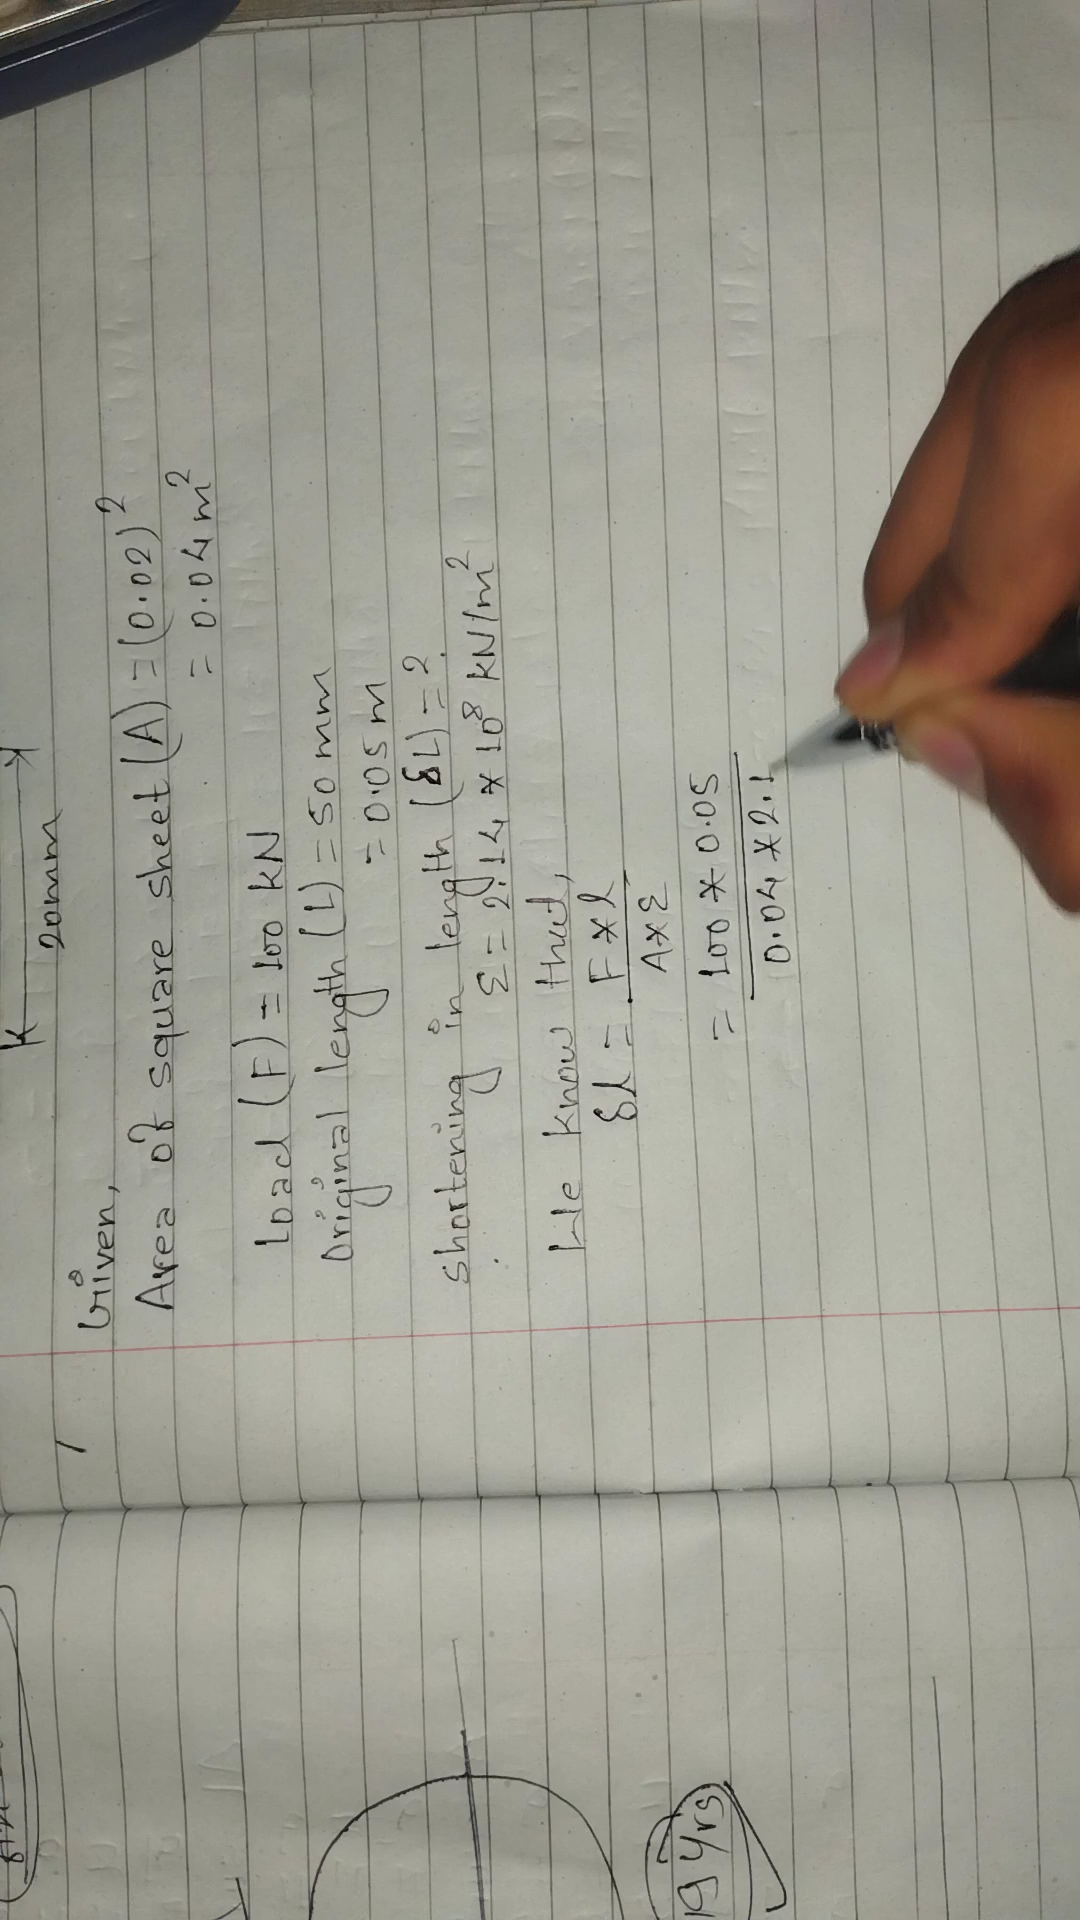 20mm
Given,
Area of square sheet (A) = (0.02)²
= 0.04m²
Load (F) = 100 kN
Original length (L) = 50 mm
= 0.05 m
Shortening in length (δL) = ?
Ɛ = 2.14 * 10⁸ kN/m²
We know that,
δl = F * l
A * Ɛ
= 100 * 0.05
0.04 * 2.1
19 yrs